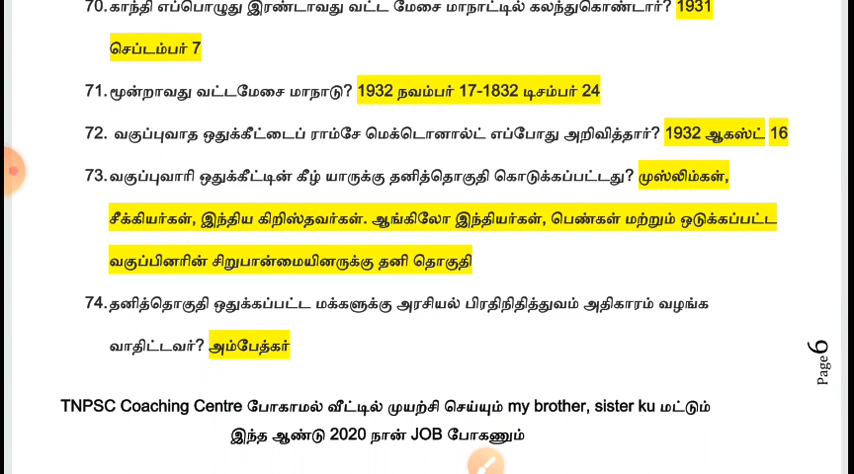 70.காந்தி எப்பொழுது இரண்டாவது வட்ட மேசை மாநாட்டில் கலந்துகொண்டார்? 1931
செப்டம்பர் 7
71.மூன்றாவது வட்டமேசை மாநாடு? 1932 நவம்பர் 17-1832 டிசம்பர் 24
72. வகுப்புவாத ஒதுக்கீட்டைப் ராம்சே மெக்டொனால்ட் எப்போது அறிவித்தார்? 1932 ஆகஸ்ட் 16
73.வகுப்புவாரி ஒதுக்கீட்டின் கீழ் யாருக்கு தனித்தொகுதி கொடுக்கப்பட்டது? முஸ்லிம்கள்,
சீக்கியர்கள், இந்திய கிறிஸ்தவர்கள். ஆங்கிலோ இந்தியர்கள், பெண்கள் மற்றும் ஒடுக்கப்பட்ட
வகுப்பினரின் சிறுபான்மையினருக்கு தனி தொகுதி
74.தனித்தொகுதி ஒதுக்கப்பட்ட மக்களுக்கு அரசியல் பிரதிநிதித்துவம் அதிகாரம் வழங்க
வாதிட்டவர்? அம்பேத்கர்
Page6
TNPSC Coaching Centre போகாமல் வீட்டில் முயற்சி செய்யும் my brother, sister ku மட்டும்
இந்த ஆண்டு 2020 நான் JOB போகணும்